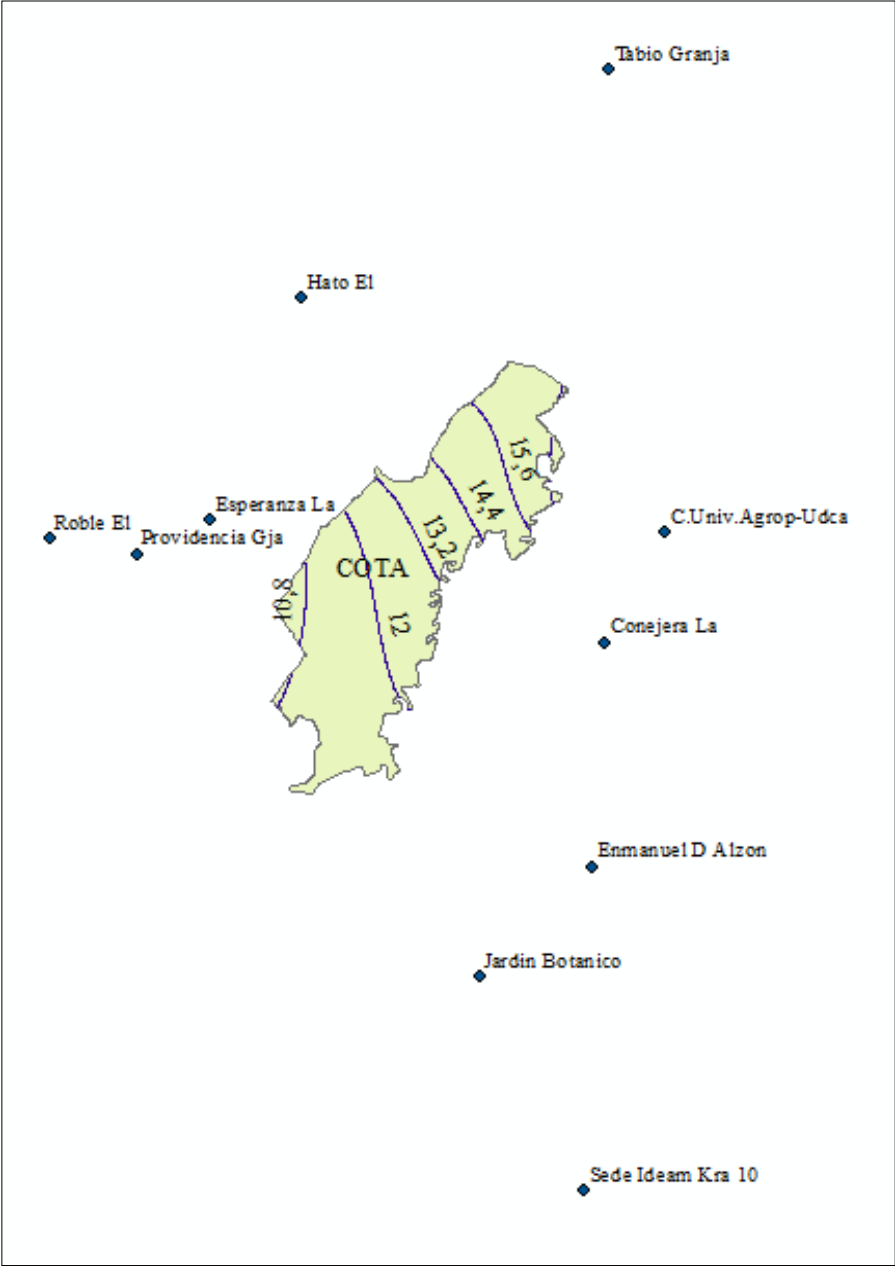 Tabio Granja
Hato El
15,6
14,4
Esperanza La
C.Univ.Agrop-Udca
Roble El
Providencia Gja
13,2
COTA
10,8
12
Conejera La
Enmanuel D Alzon
Jardin Botanico
Sede Ideam Kra 10